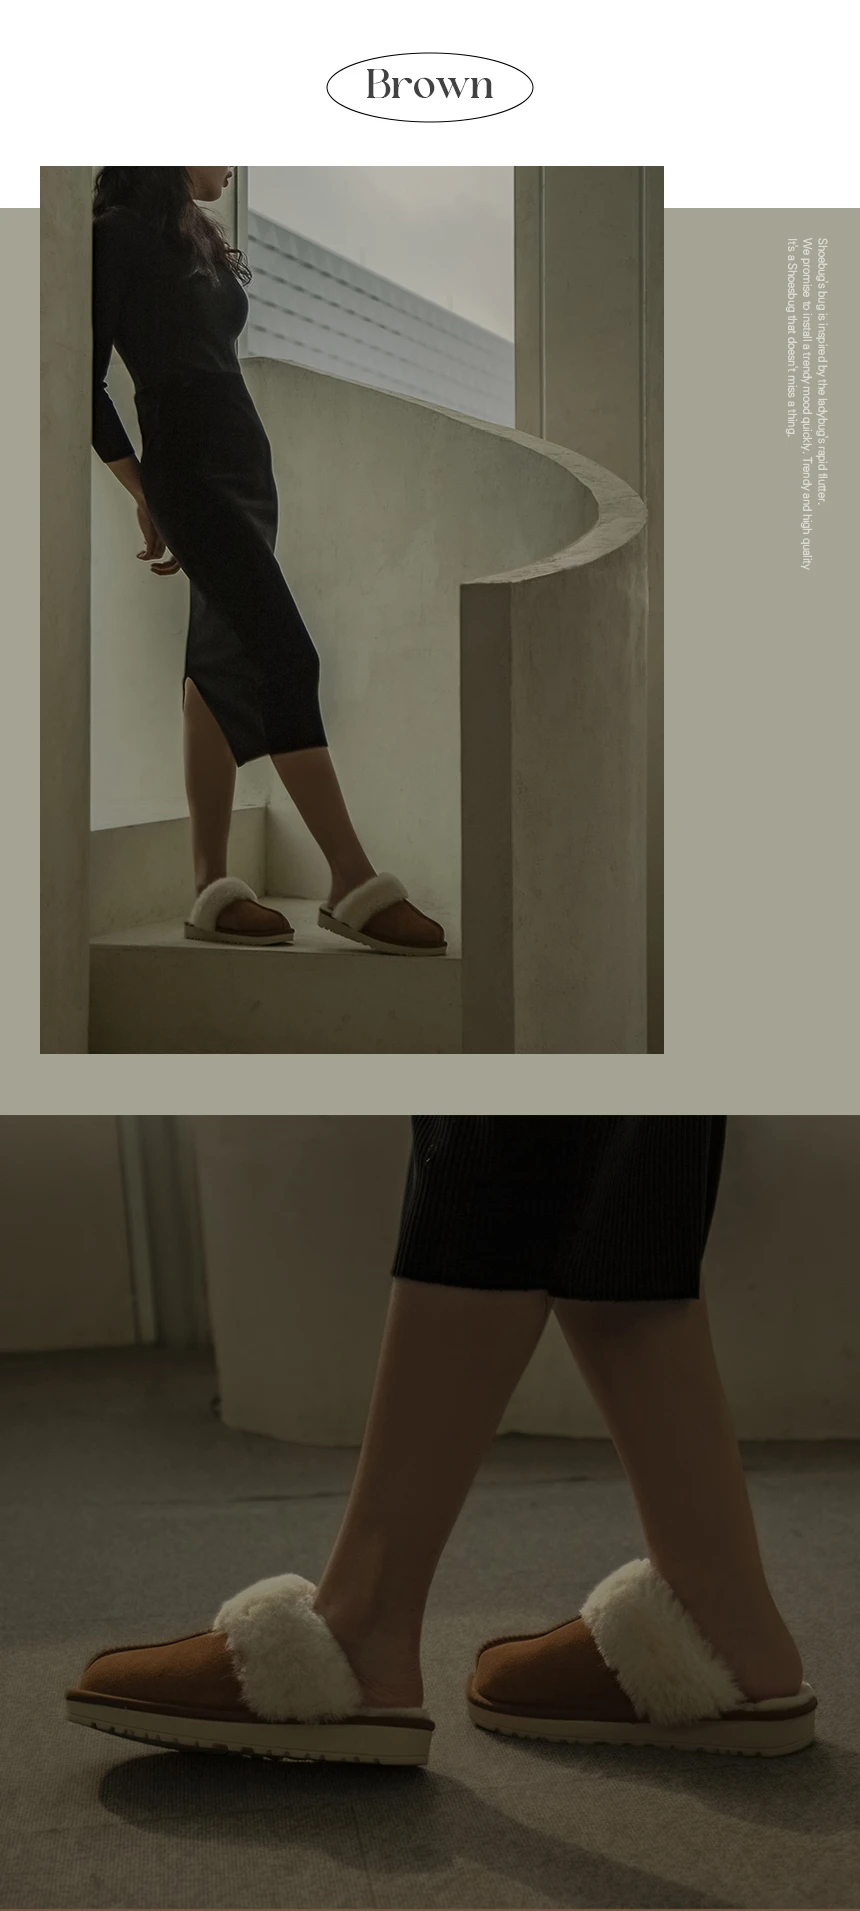 Brown
Shoebug's bug is inspired by the ladybug's rapid flutter.
We promise to install a trendy mood quickly. Trendy and high quality
It's a Shoesbug that doesn't miss a thing.